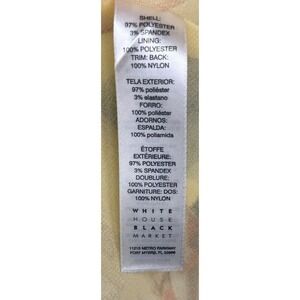 SHELL:
97% POLYESTER
3% SPANDEX
LINING:
100% POLYESTER
TRIM: BACK:
100% NYLON
TELA EXTERIOR:
97% poliéster
3% elastano
FORRO:
100% poliéster
ADORNOS:
ESPALDA:
100% poliamida
ÉTOFFE
EXTÉRIEURE:
97% POLYESTER
3% SPANDEX
DOUBLURE:
100% POLYESTER
GARNITURE: DOS:
100% NYLON
WHITE
HOUSE
BLACK
MARKET
11215 METRO PARKWAY
FORT MYERS, FL 33966